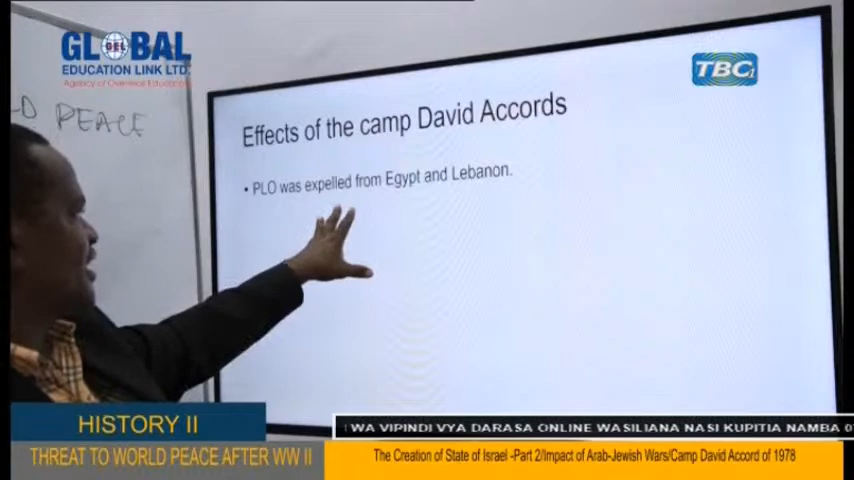 GLOBAL
GEL
EDUCATION LINK LTD.
Agency of Overseas Education
TBC1
PEACE
Effects of the camp David Accords
• PLO was expelled from Egypt and Lebanon.
HISTORY II
WA VIPINDI VYA DARASA ONLINE WASILIANA NASI KUPITIA NAMBA 0
THREAT TO WORLD PEACE AFTER WW II
The Creation of State of Israel -Part 2/Impact of Arab-Jewish Wars/Camp David Accord of 1978